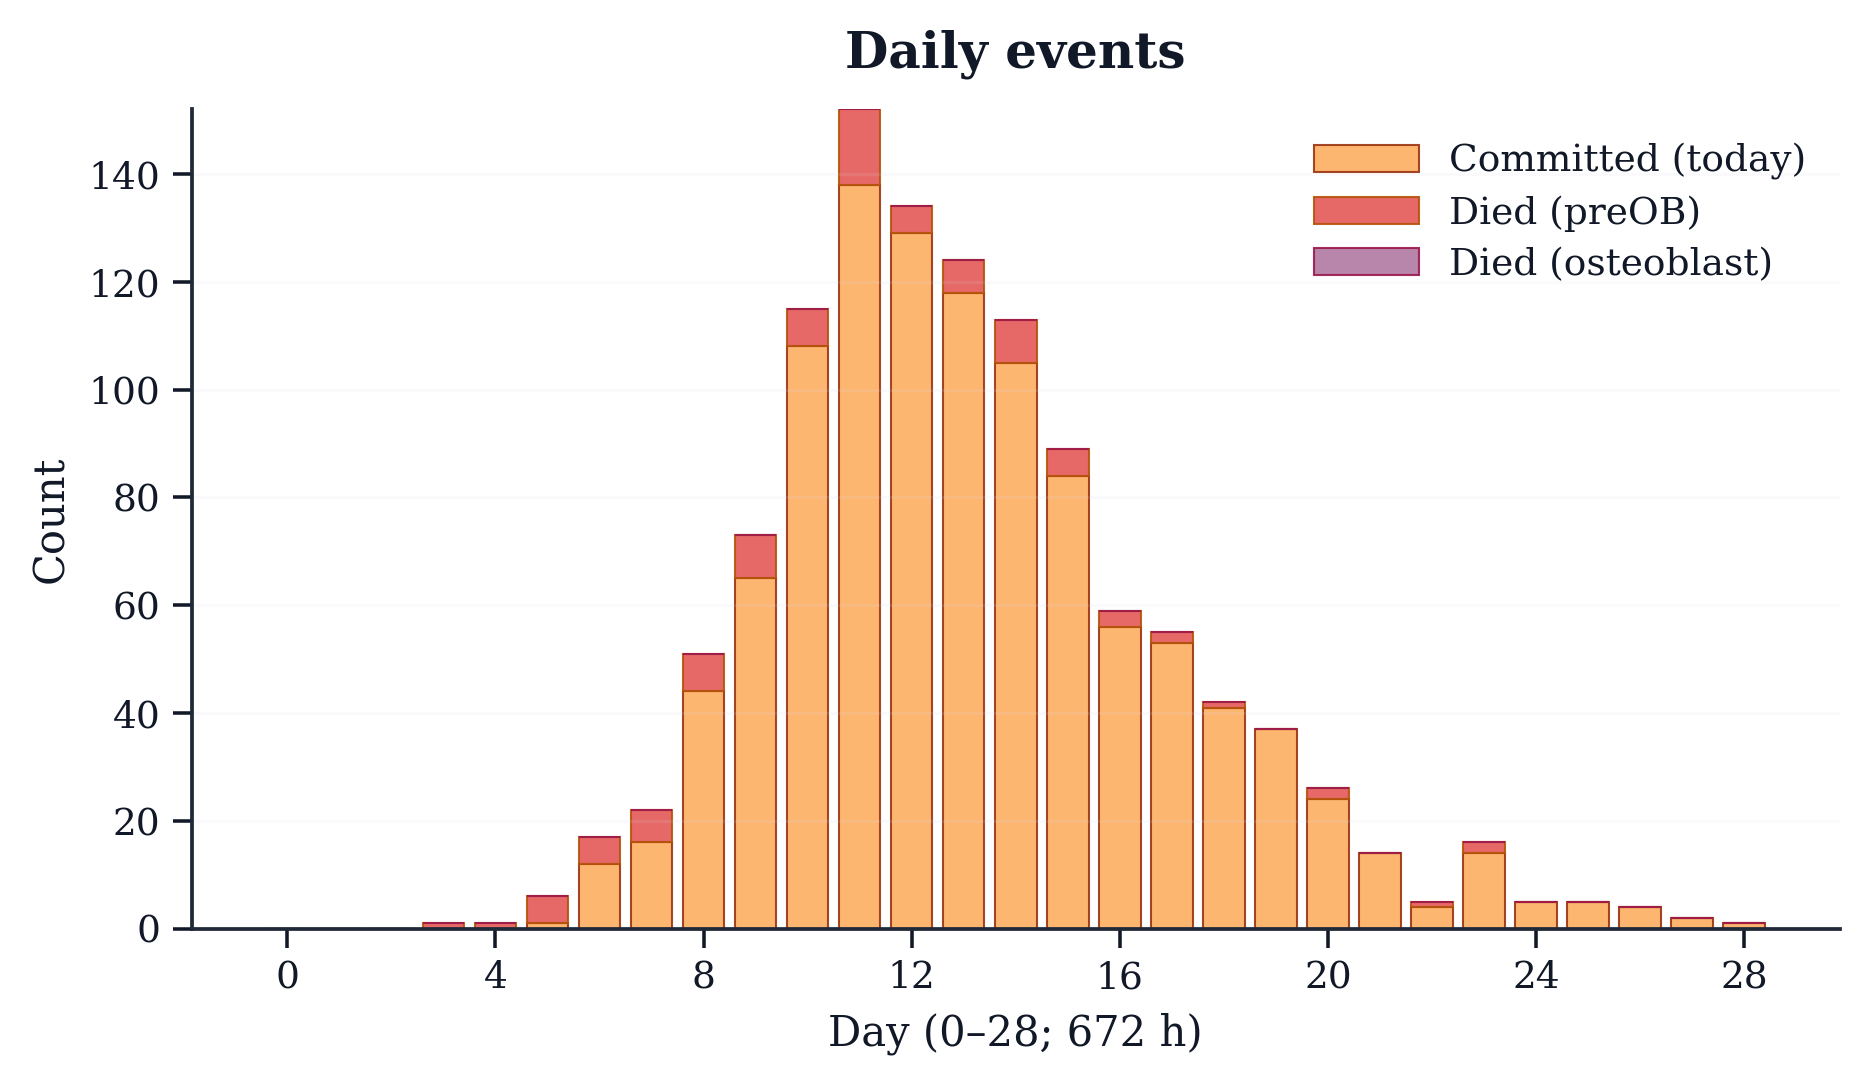 Daily events
140
120
100
80
60
40
20
0
Count
Committed (today)
Died (preOB)
Died (osteoblast)
0 4 8 12 16 20 24 28
Day (0–28; 672 h)